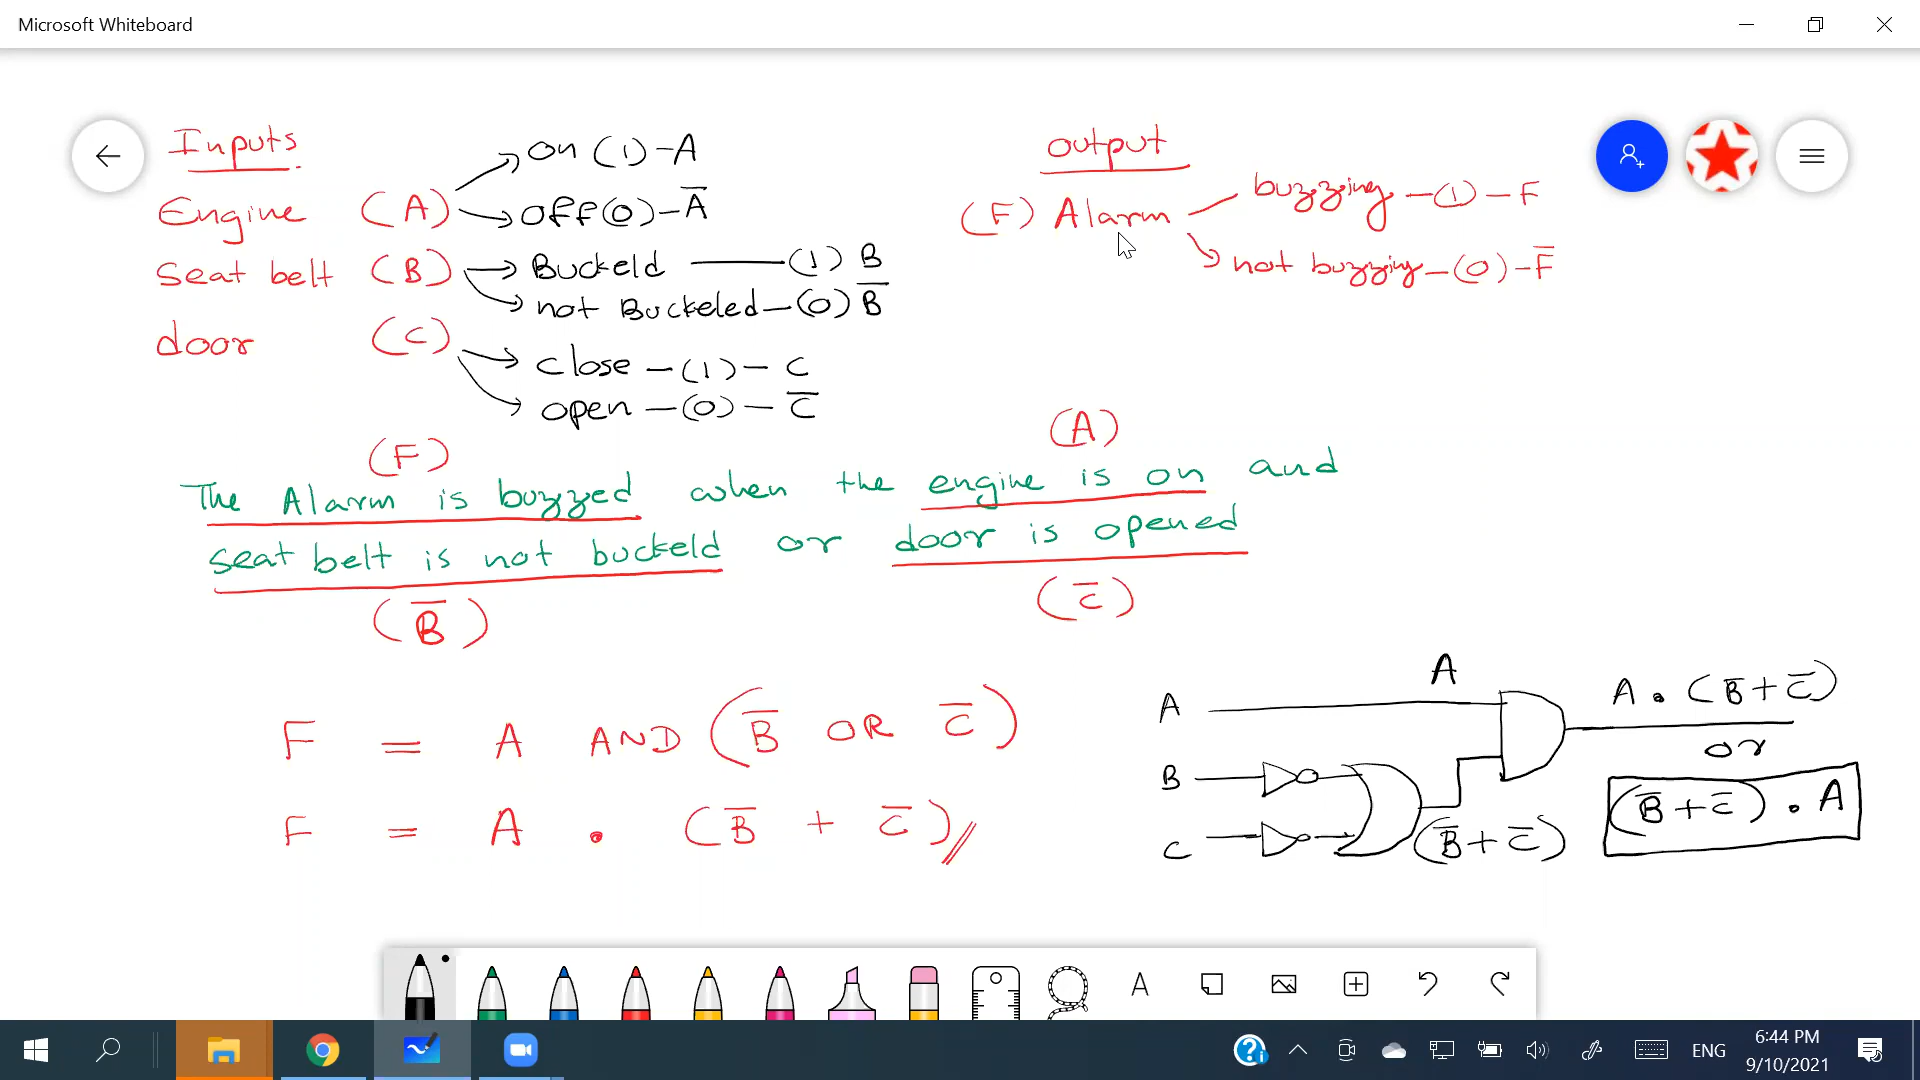 Microsoft Whiteboard
Inputs
Engine (A)
on (1) - A
off (0) - A̅
Seat belt (B)
Buckeld — (1) B
not Buckeled — (0) B̅
door (C)
close — (1) — C
open — (0) — C̅
output
(F) Alarm
buzzing — (1) — F
not buzzing — (0) — F̅
(F)
(A)
The Alarm is buzzed when the engine is on and
seat belt is not buckeld or door is opened
(B̅)
(C̅)
F = A AND (B̅ OR C̅)
F = A . (B̅ + C̅)//
A
A
B
C
(B̅ + C̅)
A . (B̅ + C̅)
or
(B̅ + C̅) . A
A
ENG
6:44 PM
9/10/2021